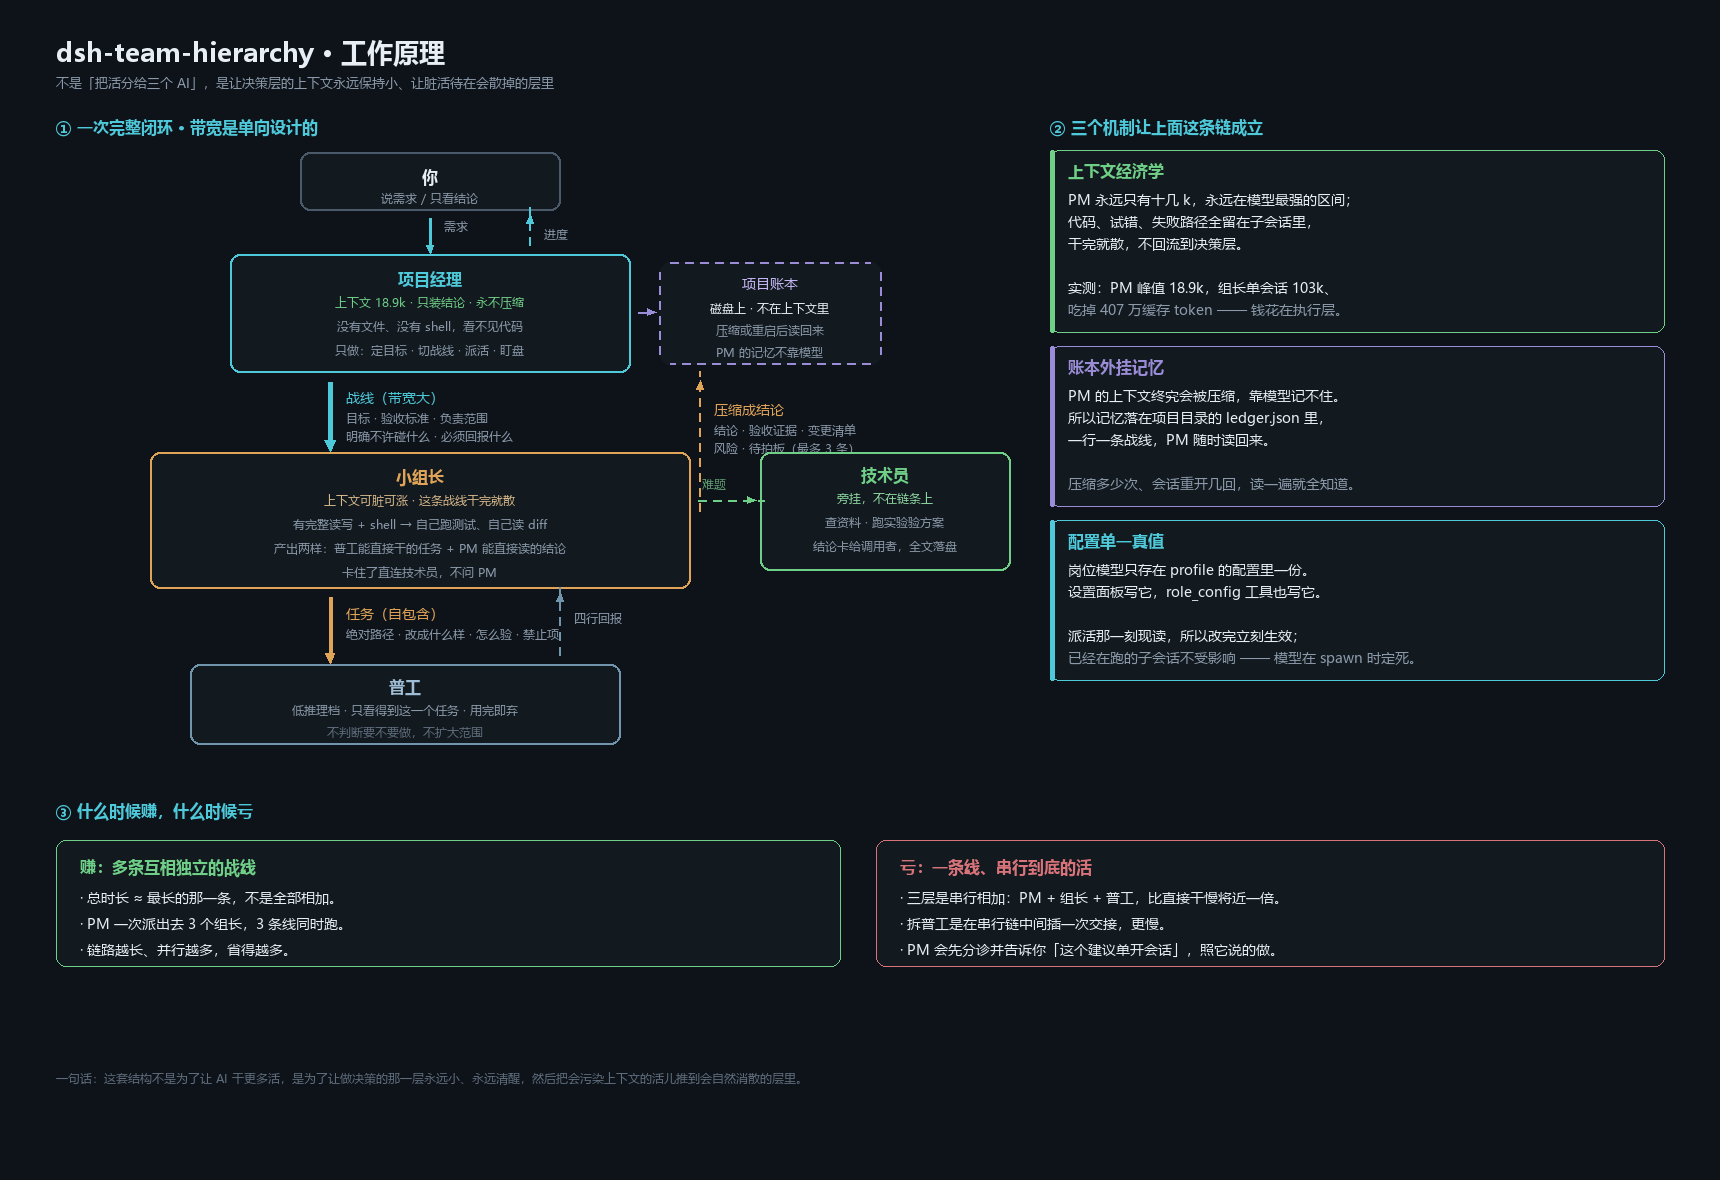 dsh-team-hierarchy • 工作原理
不是「把活分给三个 AI」，是让决策层的上下文永远保持小、让脏活待在会散掉的层里
① 一次完整闭环 • 带宽是单向设计的
你
说需求 / 只看结论
需求
进度
项目经理
上下文 18.9k · 只装结论 · 永不压缩
没有文件、没有 shell，看不见代码
只做：定目标 · 切战线 · 派活 · 盯盘
项目账本
磁盘上 · 不在上下文里
压缩或重启后读回来
PM 的记忆不靠模型
战线（带宽大）
目标 · 验收标准 · 负责范围
明确不许碰什么 · 必须回报什么
压缩成结论
结论 · 验收证据 · 变更清单
风险 · 待拍板（最多 3 条）
小组长
上下文可脏可涨 · 这条战线干完就散
有完整读写 + shell → 自己跑测试、自己读 diff
产出两样：普工能直接干的任务 + PM 能直接读的结论
卡住了直连技术员，不问 PM
难题
技术员
旁挂，不在链条上
查资料 · 跑实验验方案
结论卡给调用者，全文落盘
任务（自包含）
绝对路径 · 改成什么样 · 怎么验 · 禁止项
四行回报
普工
低推理档 · 只看得到这一个任务 · 用完即弃
不判断要不要做，不扩大范围
② 三个机制让上面这条链成立
上下文经济学
PM 永远只有十几 k，永远在模型最强的区间；
代码、试错、失败路径全留在子会话里，
干完就散，不回流到决策层。
实测：PM 峰值 18.9k，组长单会话 103k、
吃掉 407 万缓存 token —— 钱花在执行层。
账本外挂记忆
PM 的上下文终究会被压缩，靠模型记不住。
所以记忆落在项目目录的 ledger.json 里，
一行一条战线，PM 随时读回来。
压缩多少次、会话重开几回，读一遍就全知道。
配置单一真值
岗位模型只存在 profile 的配置里一份。
设置面板写它，role_config 工具也写它。
派活那一刻现读，所以改完立刻生效；
已经在跑的子会话不受影响 —— 模型在 spawn 时定死。
③ 什么时候赚，什么时候亏
赚：多条互相独立的战线
· 总时长 ≈ 最长的那一条，不是全部相加。
· PM 一次派出去 3 个组长，3 条线同时跑。
· 链路越长、并行越多，省得越多。
亏：一条线、串行到底的活
· 三层是串行相加：PM + 组长 + 普工，比直接干慢将近一倍。
· 拆普工是在串行链中间插一次交接，更慢。
· PM 会先分诊并告诉你「这个建议单开会话」，照它说的做。
一句话：这套结构不是为了让 AI 干更多活，是为了让做决策的那一层永远小、永远清醒，然后把会污染上下文的活儿推到会自然消散的层里。